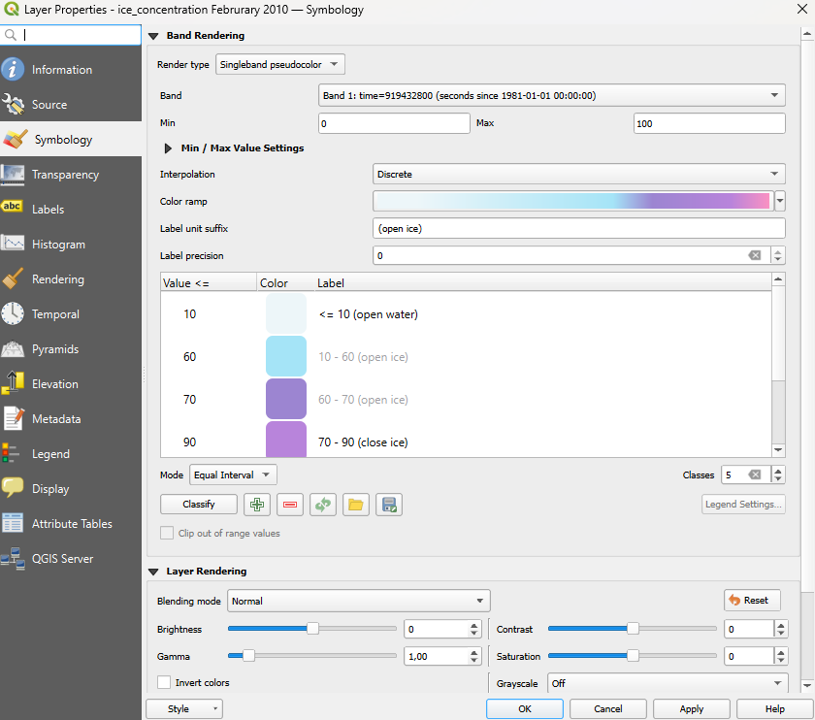 Layer Properties - ice_concentration Februrary 2010 — Symbology
Information
Source
Symbology
Transparency
abc Labels
Histogram
Rendering
Temporal
Pyramids
Elevation
Metadata
Legend
Display
Attribute Tables
QGIS Server
Band Rendering
Render type Singleband pseudocolor
Band Band 1: time=919432800 (seconds since 1981-01-01 00:00:00)
Min 0 Max 100
Min / Max Value Settings
Interpolation Discrete
Color ramp
Label unit suffix (open ice)
Label precision 0
Value <= Color Label
10 <= 10 (open water)
60 10 - 60 (open ice)
70 60 - 70 (open ice)
90 70 - 90 (close ice)
Mode Equal Interval Classes 5
Classify Legend Settings...
Clip out of range values
Layer Rendering
Blending mode Normal Reset
Brightness 0 Contrast 0
Gamma 1,00 Saturation 0
Invert colors Grayscale Off
Style OK Cancel Apply Help